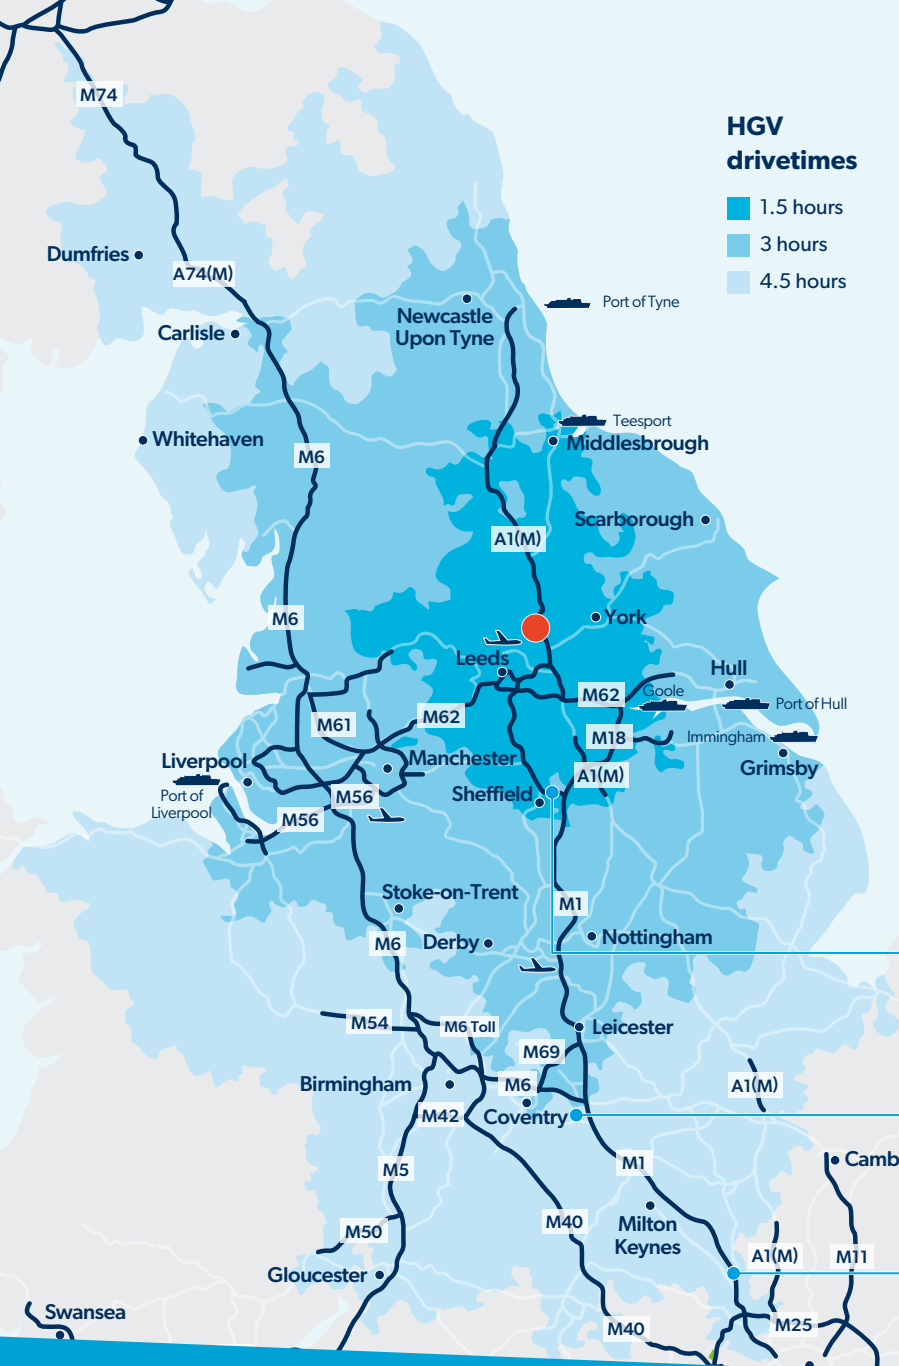 HGV
drivetimes
1.5 hours
3 hours
4.5 hours
M74
Dumfries
A74(M)
Carlisle
Newcastle
Upon Tyne
Port of Tyne
Teesport
Middlesbrough
Whitehaven
M6
Scarborough
A1(M)
M6
York
Leeds
Hull
M62
Goole
Port of Hull
M61
M62
M18
Immingham
Liverpool
Manchester
A1(M)
Grimsby
Port of
Liverpool
M56
Sheffield
M56
Stoke-on-Trent
M1
M6
Derby
Nottingham
M54
M6 Toll
Leicester
M69
Birmingham
M6
A1(M)
M42
Coventry
M5
M1
Camb
M50
M40
Milton
Keynes
A1(M)
M11
Gloucester
Swansea
M40
M25